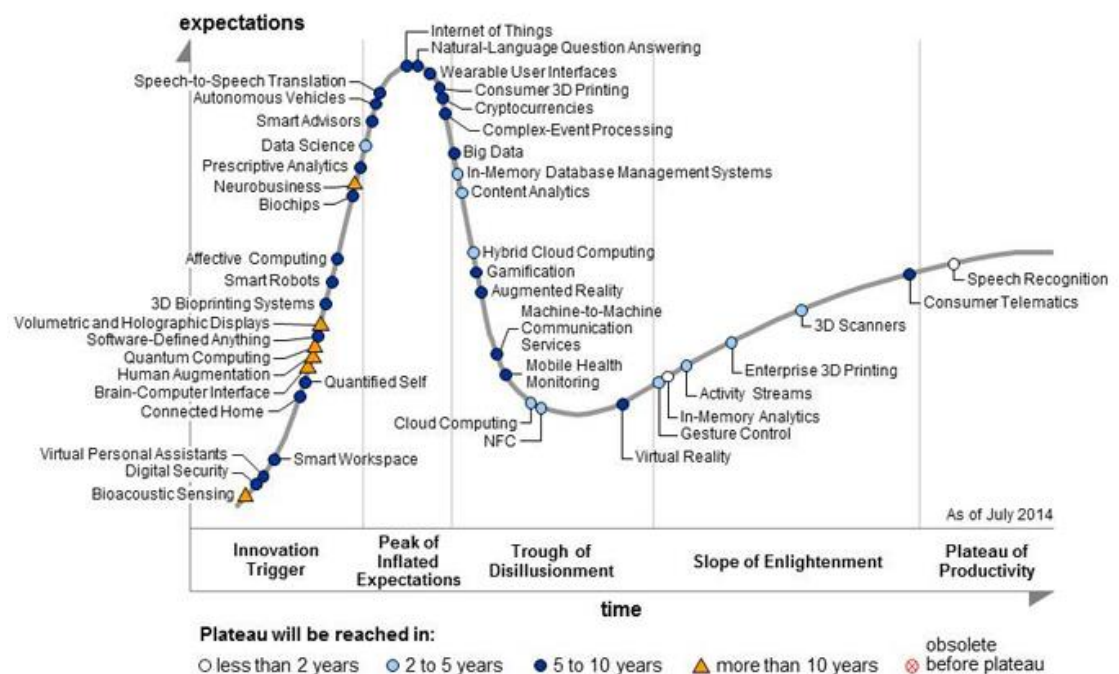 expectations
Internet of Things
Natural-Language Question Answering
Wearable User Interfaces
Speech-to-Speech Translation
Consumer 3D Printing
Autonomous Vehicles
Cryptocurrencies
Smart Advisors
Complex-Event Processing
Data Science
Big Data
Prescriptive Analytics
In-Memory Database Management Systems
Neurobusiness
Content Analytics
Biochips
Hybrid Cloud Computing
Affective Computing
Gamification
Speech Recognition
Smart Robots
Augmented Reality
Consumer Telematics
3D Bioprinting Systems
Machine-to-Machine
Communication
Services
Volumetric and Holographic Displays
3D Scanners
Software-Defined Anything
Quantum Computing
Mobile Health
Monitoring
Enterprise 3D Printing
Human Augmentation
Quantified Self
Brain-Computer Interface
Activity Streams
Connected Home
Cloud Computing
In-Memory Analytics
NFC
Gesture Control
Virtual Personal Assistants
Smart Workspace
Virtual Reality
Digital Security
Bioacoustic Sensing
As of July 2014
Innovation
Trigger
Peak of
Inflated
Expectations
Trough of
Disillusionment
Slope of Enlightenment
Plateau of
Productivity
time
Plateau will be reached in:
less than 2 years
2 to 5 years
5 to 10 years
more than 10 years
obsolete
before plateau